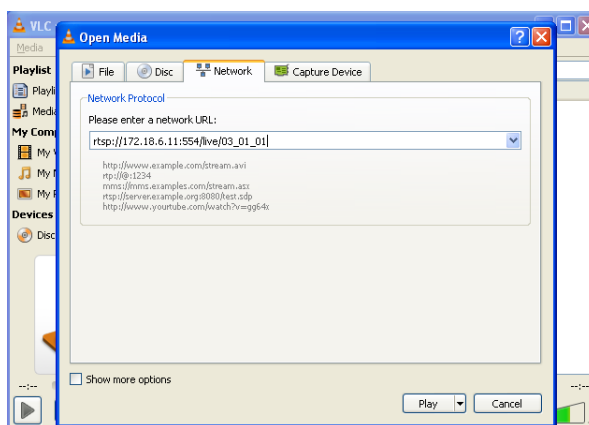 VLC
Open Media
Media
Playlist
File
Disc
Network
Capture Device
Network Protocol
Please enter a network URL:
rtsp://172.18.6.11:554/live/03_01_01
http://www.example.com/stream.avi
rtp://@:1234
mms://mms.examples.com/stream.asx
rtsp://server.example.org:8080/test.sdp
http://www.yourtube.com/watch?v=gg64x
Playli
Media
My Com
My
My
My
Devices
Disc
Show more options
--:--
--:--
Play
Cancel